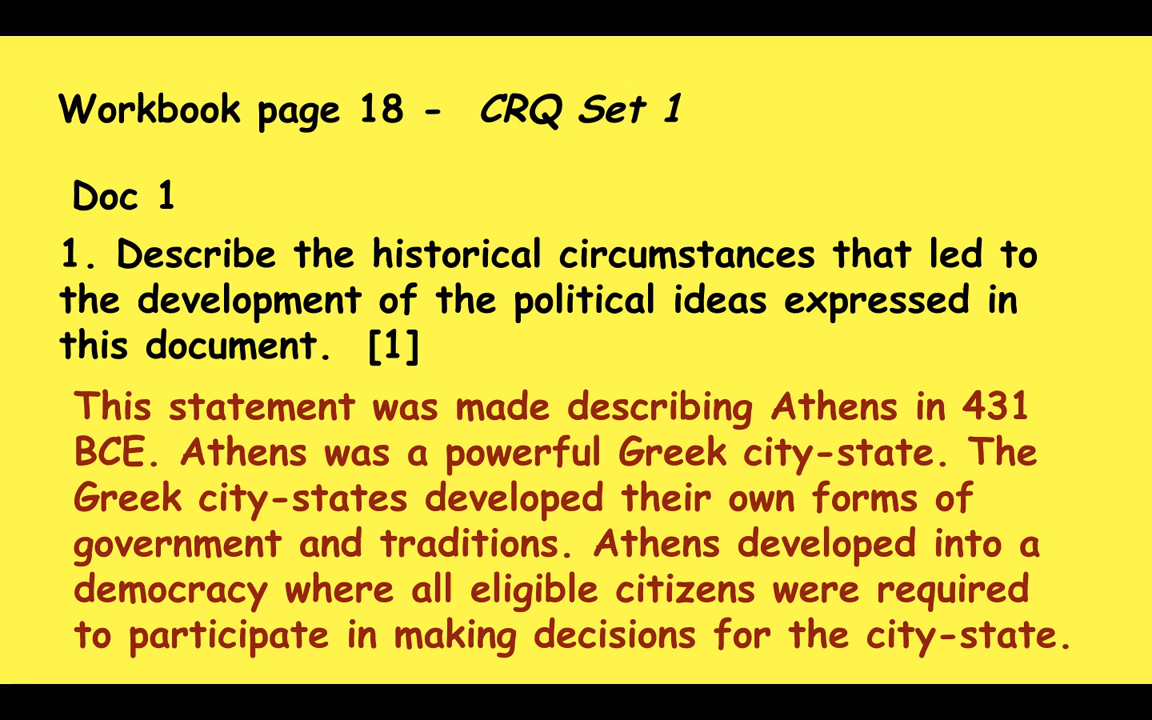 Workbook page 18 - CRQ Set 1
Doc 1
1. Describe the historical circumstances that led to
the development of the political ideas expressed in
this document. [1]
This statement was made describing Athens in 431
BCE. Athens was a powerful Greek city-state. The
Greek city-states developed their own forms of
government and traditions. Athens developed into a
democracy where all eligible citizens were required
to participate in making decisions for the city-state.